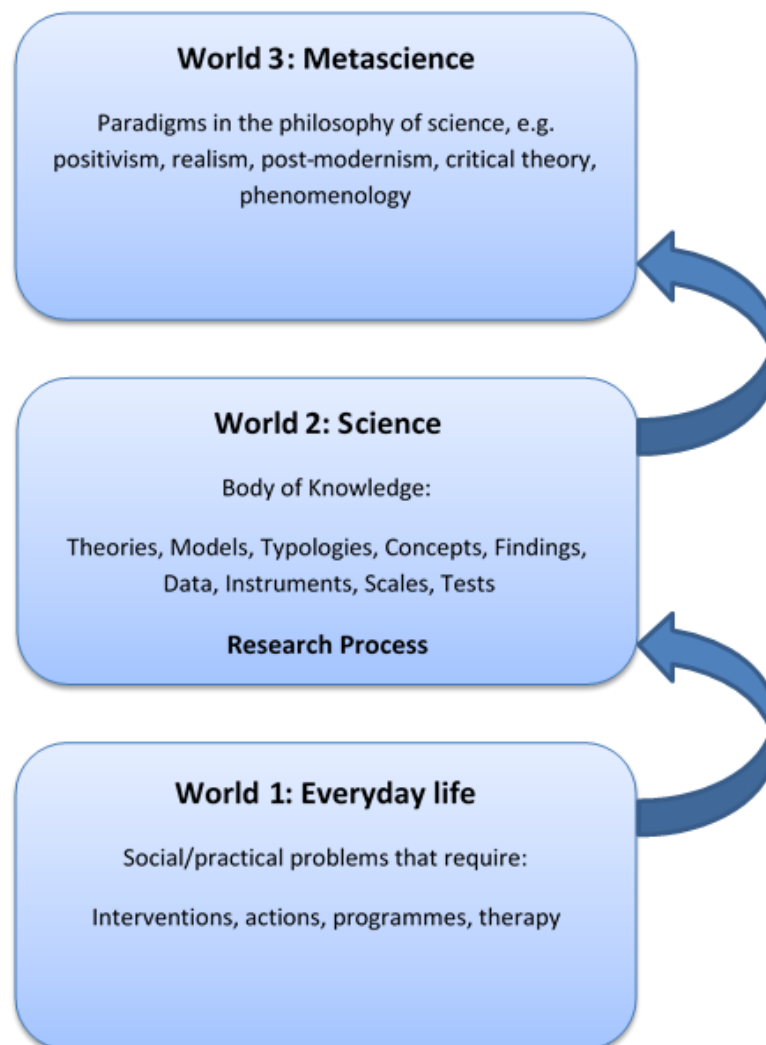 World 3: Metascience
Paradigms in the philosophy of science, e.g.
positivism, realism, post-modernism, critical theory,
phenomenology
World 2: Science
Body of Knowledge:
Theories, Models, Typologies, Concepts, Findings,
Data, Instruments, Scales, Tests
Research Process
World 1: Everyday life
Social/practical problems that require:
Interventions, actions, programmes, therapy